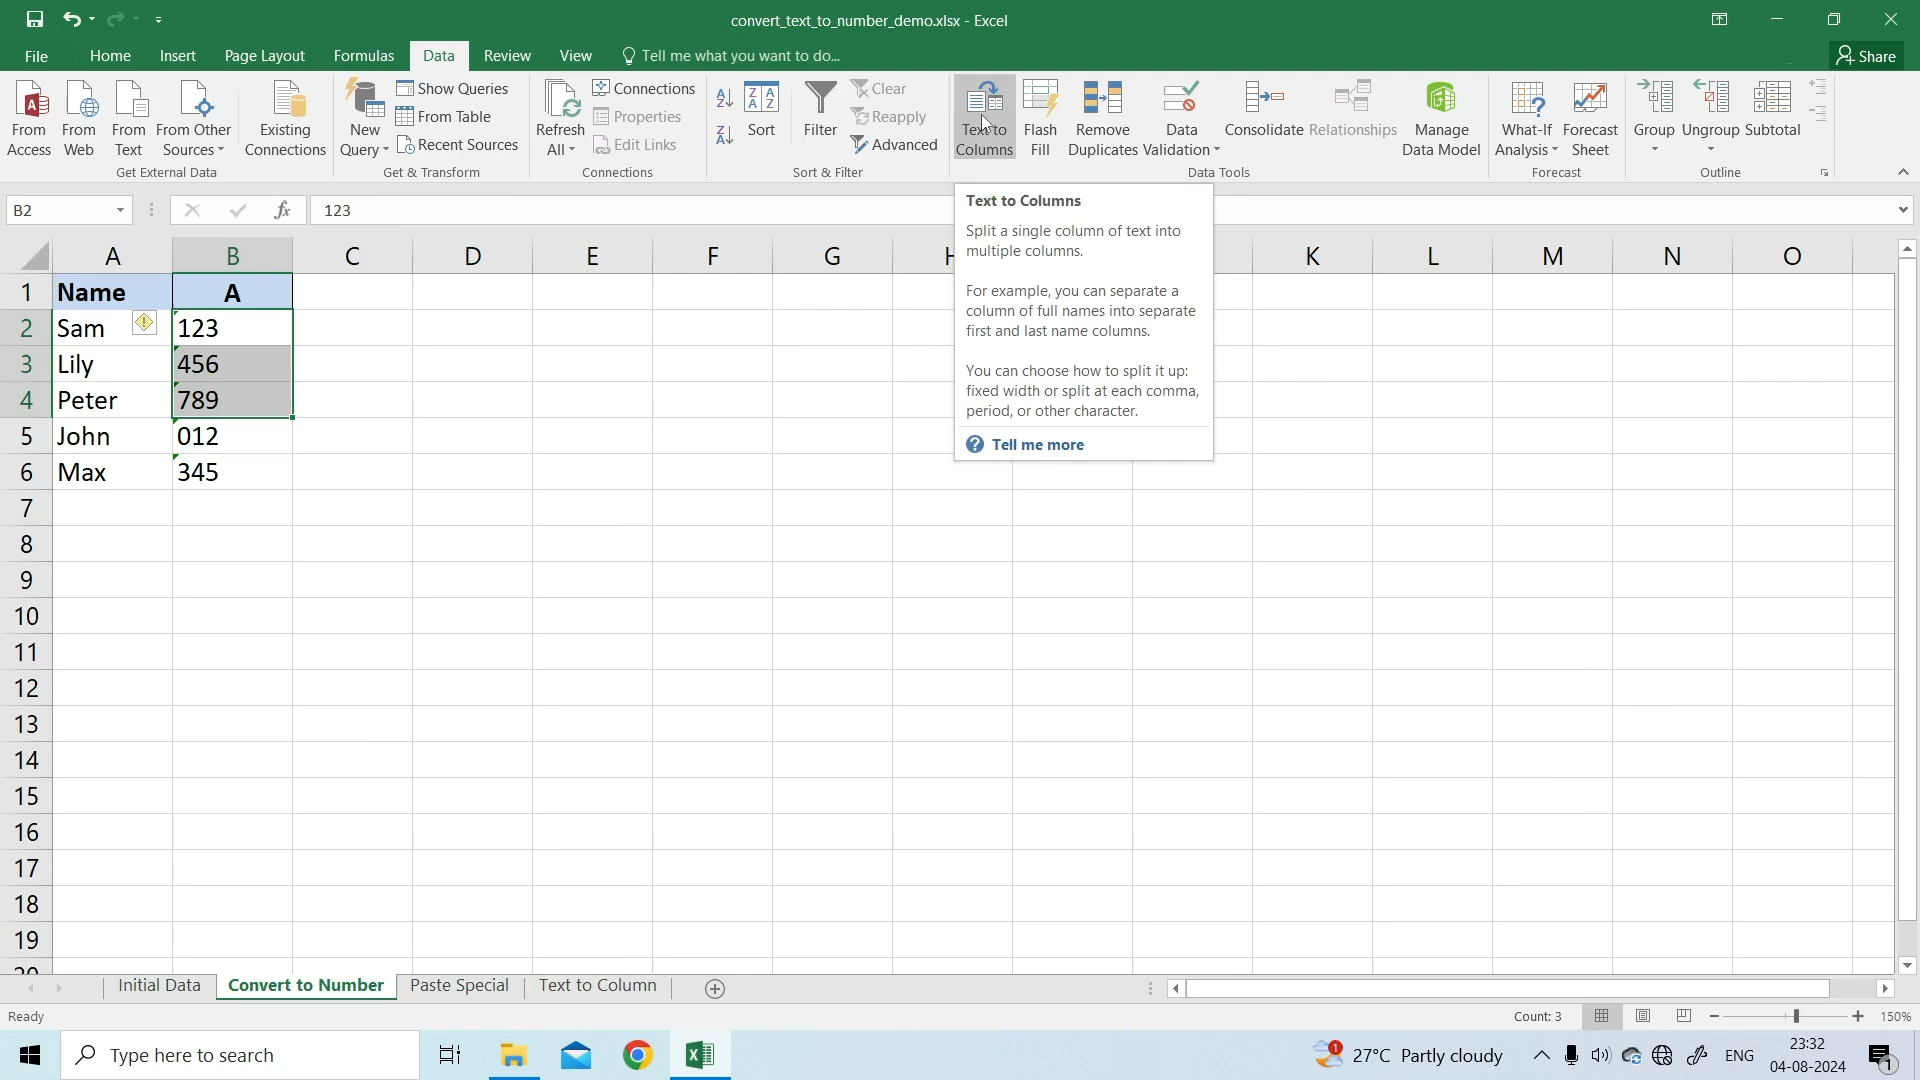 convert_text_to_number_demo.xlsx - Excel
File Home Insert Page Layout Formulas Data Review View Tell me what you want to do... Share
From Access
From Web
From Text
From Other Sources
Existing Connections
Get External Data
New Query
Show Queries
From Table
Recent Sources
Get & Transform
Refresh All
Connections
Properties
Edit Links
Connections
Sort
Filter
Clear
Reapply
Advanced
Sort & Filter
Text to Columns
Flash Fill
Remove Duplicates
Data Validation
Consolidate
Relationships
Manage Data Model
Data Tools
What-If Analysis
Forecast Sheet
Forecast
Group
Ungroup
Subtotal
Outline
B2 fx 123
Text to Columns
Split a single column of text into
multiple columns.
For example, you can separate a
column of full names into separate
first and last name columns.
You can choose how to split it up:
fixed width or split at each comma,
period, or other character.
? Tell me more
A B C D E F G H K L M N O
1 Name A
2 Sam 123
3 Lily 456
4 Peter 789
5 John 012
6 Max 345
7
8
9
10
11
12
13
14
15
16
17
18
19
20
Initial Data Convert to Number Paste Special Text to Column
Ready Count: 3 150%
Type here to search 27°C Partly cloudy ENG 23:32
04-08-2024